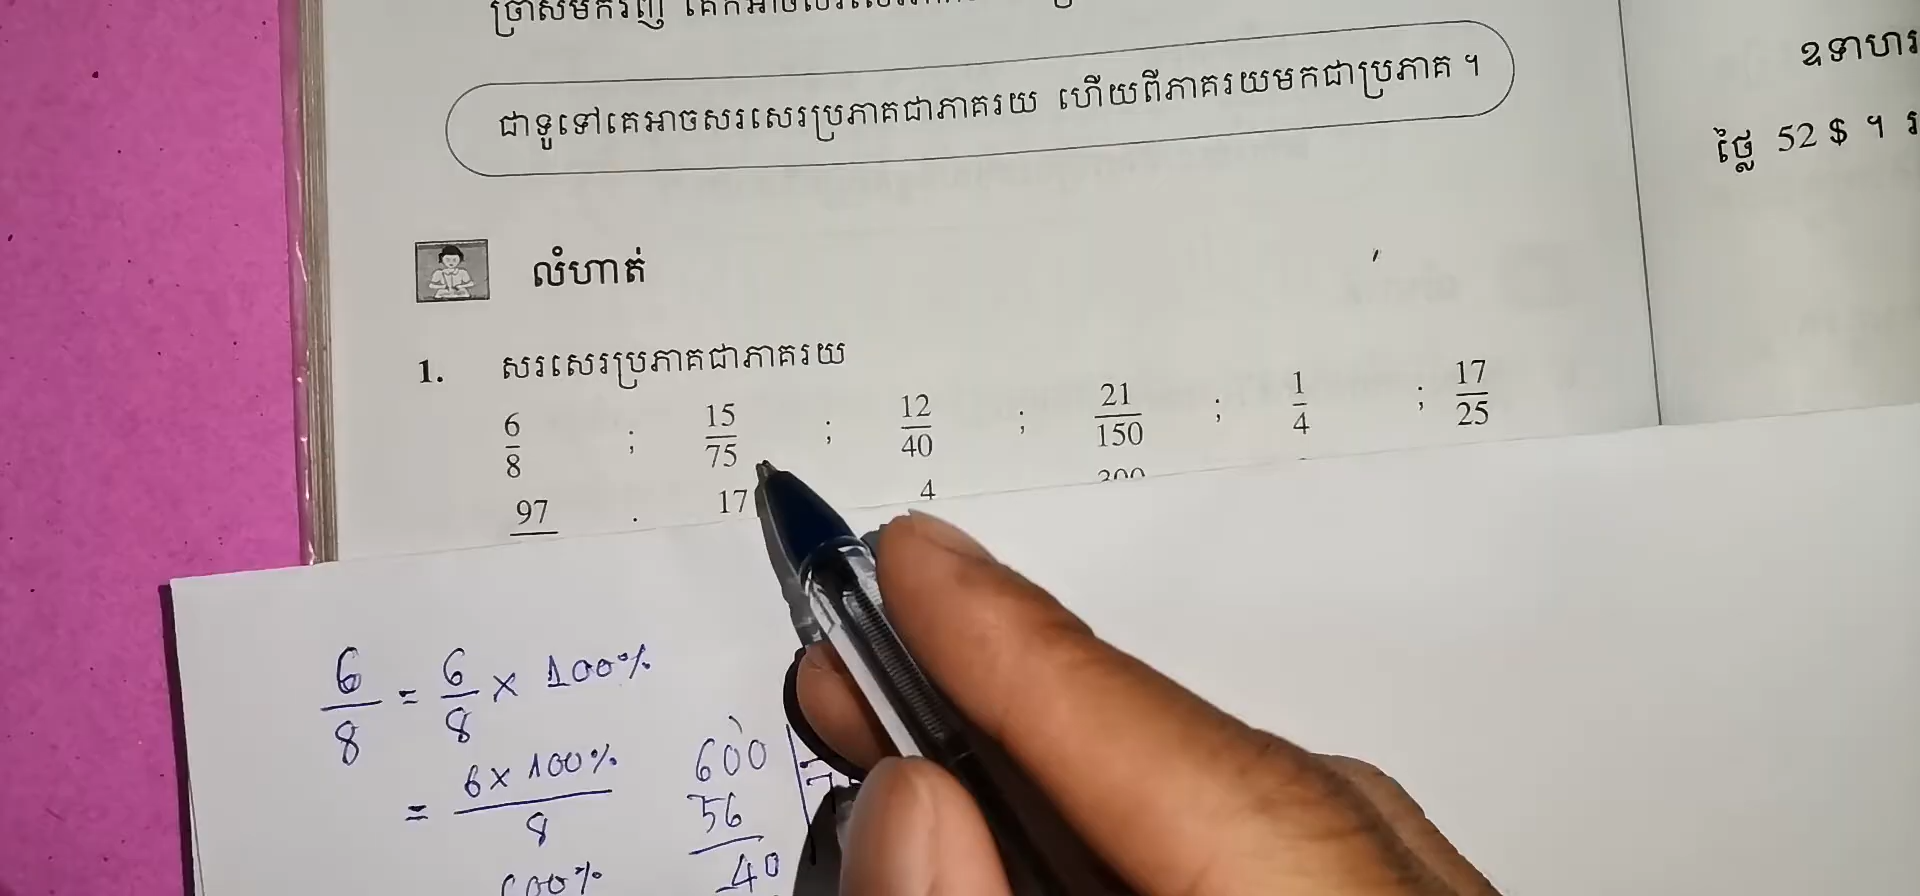 ជាទូទៅគេអាចសរសេរប្រភាគជាភាគរយ ហើយពីភាគរយមកជាប្រភាគ ។
លំហាត់
1. សរសេរប្រភាគជាភាគរយ
6/8 ; 15/75 ; 12/40 ; 21/150 ; 1/4 ; 17/25
97 17 4
ឧទាហរ
ថ្លៃ 52 $ ។
6/8 = 6/8 × 100%
= 6 × 100% / 8
600
56
40